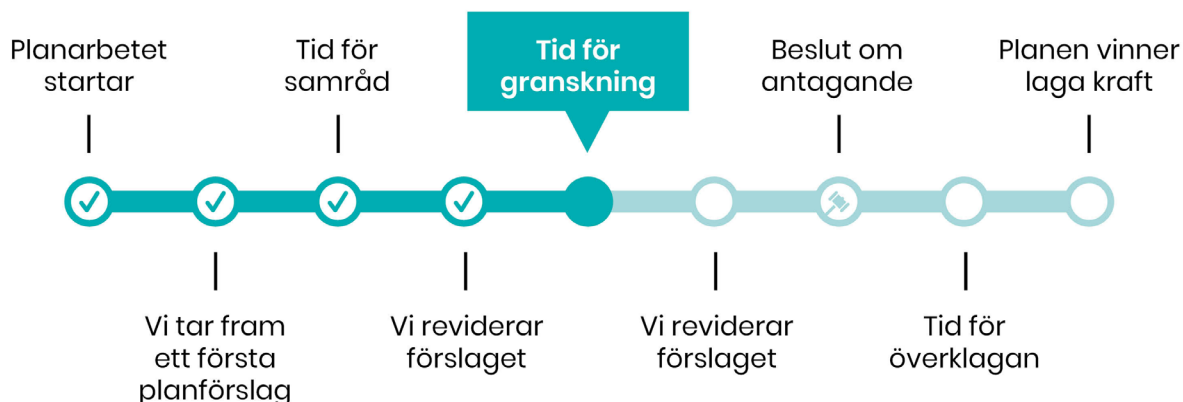 Planarbetet
startar
Tid för
samråd
Tid för
granskning
Beslut om
antagande
Planen vinner
laga kraft
Vi tar fram
ett första
planförslag
Vi reviderar
förslaget
Vi reviderar
förslaget
Tid för
överklagan